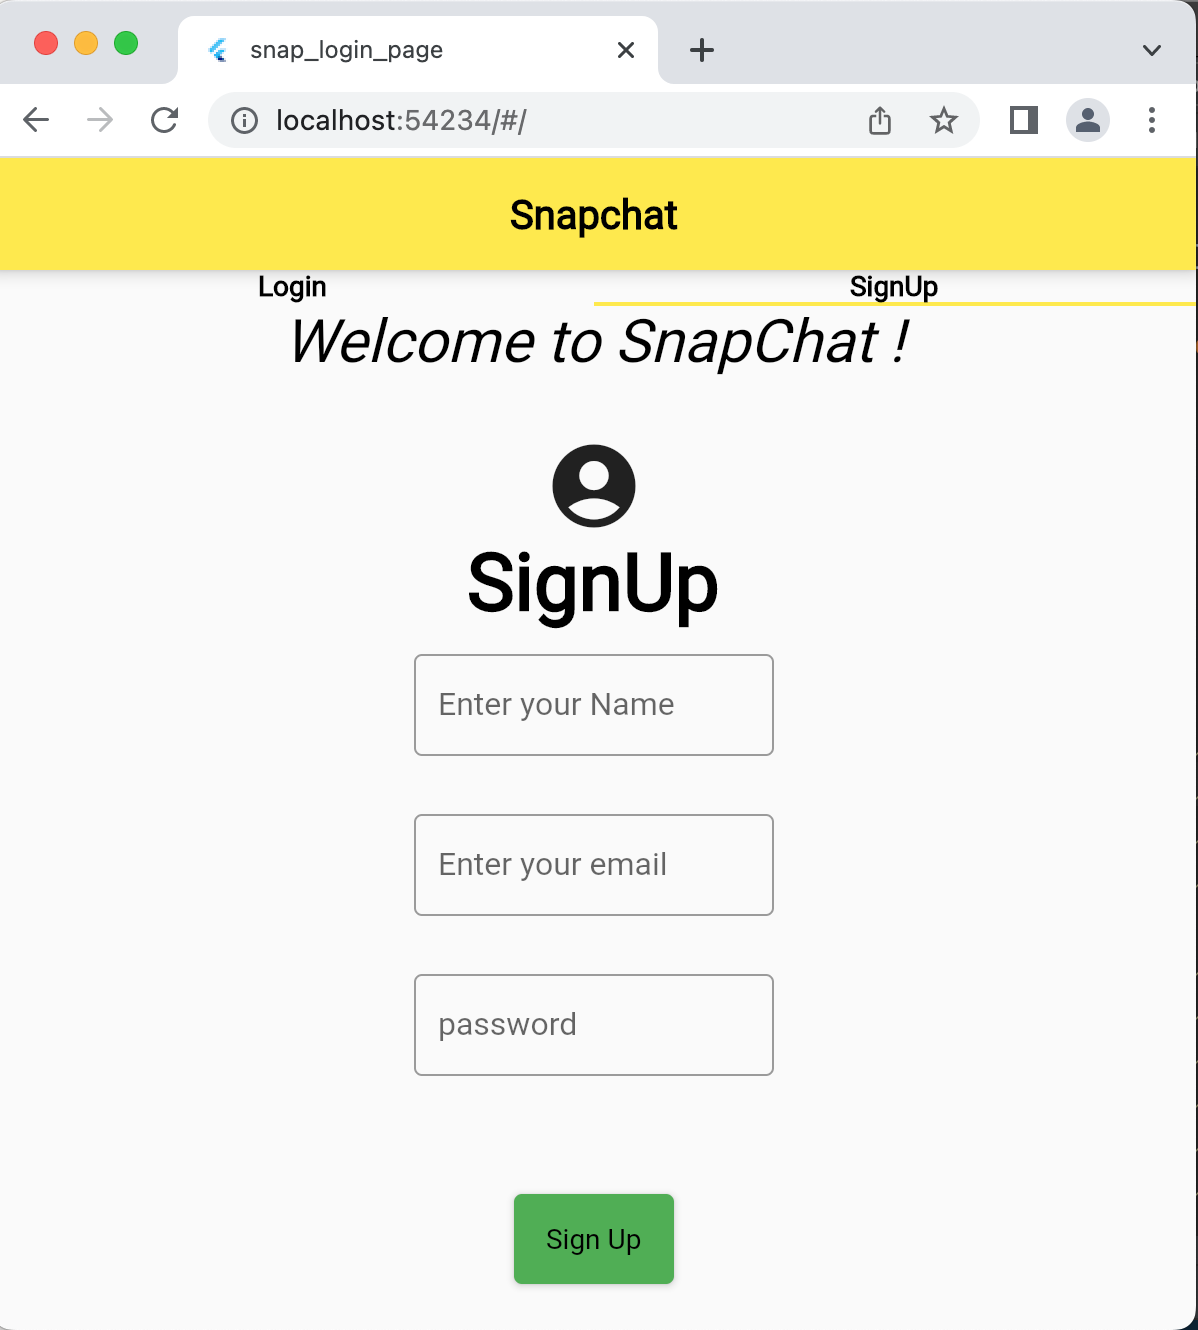 snap_login_page
localhost:54234/#/
Snapchat
Login SignUp
Welcome to SnapChat !
SignUp
Enter your Name
Enter your email
password
Sign Up